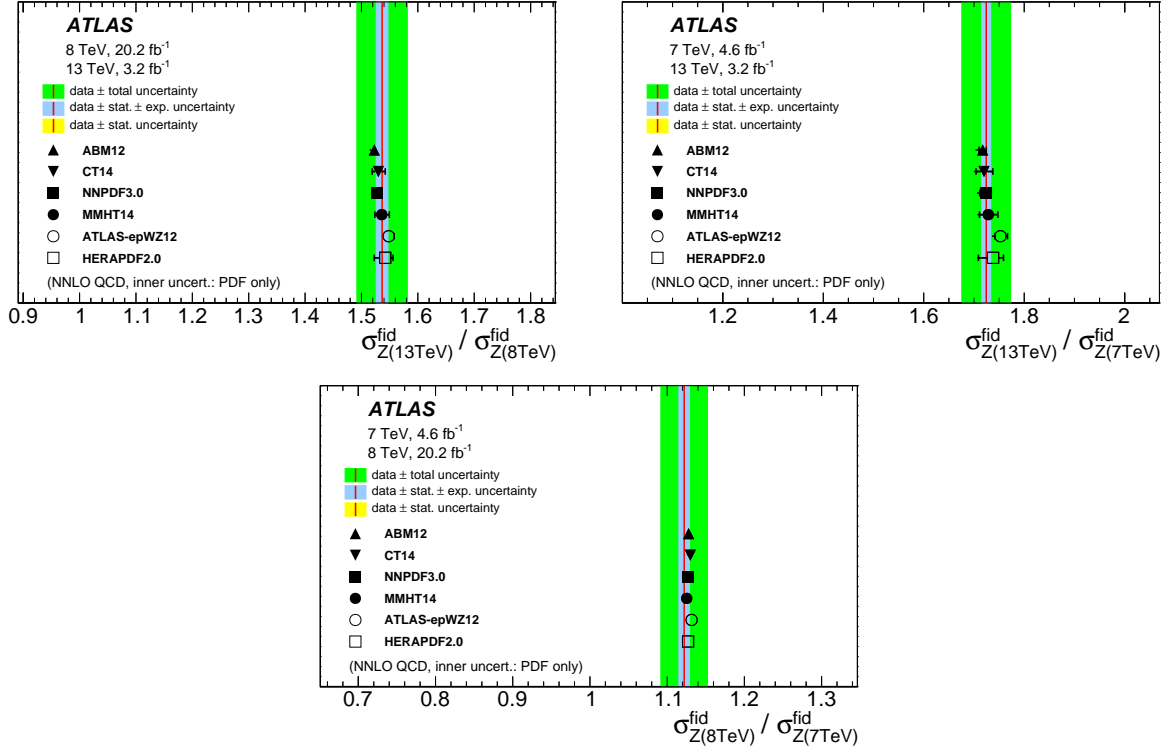 ATLAS
8 TeV, 20.2 fb⁻¹
13 TeV, 3.2 fb⁻¹
data ± total uncertainty
data ± stat. ± exp. uncertainty
data ± stat. uncertainty
ABM12
CT14
NNPDF3.0
MMHT14
ATLAS-epWZ12
HERAPDF2.0
(NNLO QCD, inner uncert.: PDF only)
0.9 1 1.1 1.2 1.3 1.4 1.5 1.6 1.7 1.8
σ^fid_Z(13TeV) / σ^fid_Z(8TeV)
ATLAS
7 TeV, 4.6 fb⁻¹
13 TeV, 3.2 fb⁻¹
data ± total uncertainty
data ± stat. ± exp. uncertainty
data ± stat. uncertainty
ABM12
CT14
NNPDF3.0
MMHT14
ATLAS-epWZ12
HERAPDF2.0
(NNLO QCD, inner uncert.: PDF only)
1.2 1.4 1.6 1.8 2
σ^fid_Z(13TeV) / σ^fid_Z(7TeV)
ATLAS
7 TeV, 4.6 fb⁻¹
8 TeV, 20.2 fb⁻¹
data ± total uncertainty
data ± stat. ± exp. uncertainty
data ± stat. uncertainty
ABM12
CT14
NNPDF3.0
MMHT14
ATLAS-epWZ12
HERAPDF2.0
(NNLO QCD, inner uncert.: PDF only)
0.7 0.8 0.9 1 1.1 1.2 1.3
σ^fid_Z(8TeV) / σ^fid_Z(7TeV)